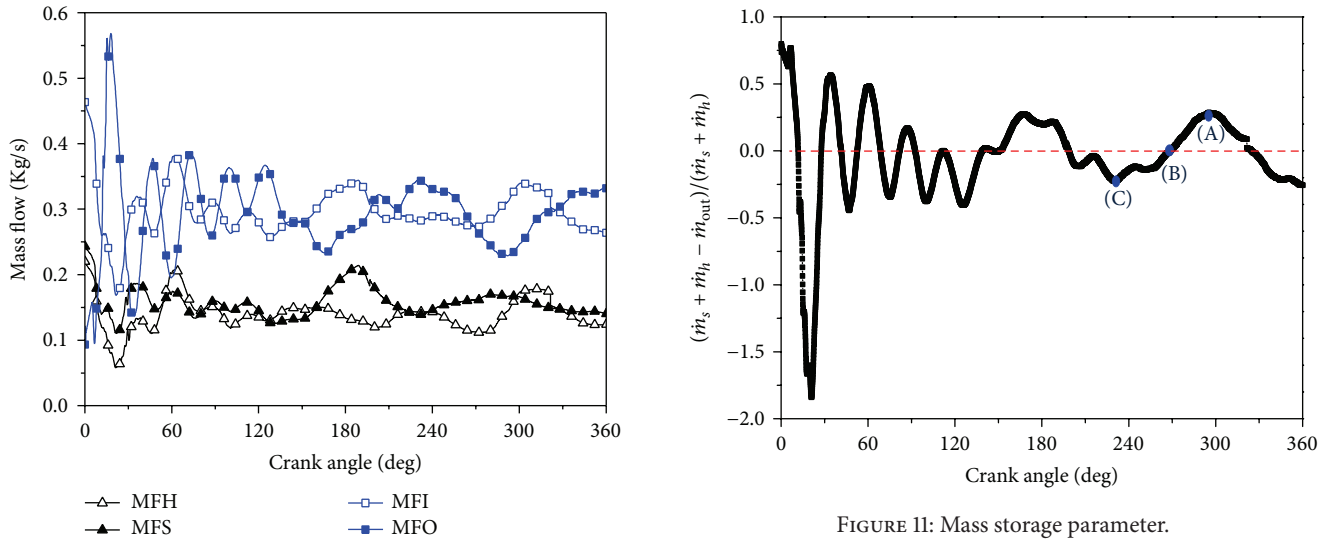 0.6
0.5
0.4
0.3
0.2
0.1
0.0
Mass flow (Kg/s)
0 60 120 180 240 300 360
Crank angle (deg)
MFH
MFS
MFI
MFO
1.0
0.5
0.0
−0.5
−1.0
−1.5
−2.0
(ṁs + ṁh − ṁout)/(ṁs + ṁh)
(A)
(B)
(C)
0 60 120 180 240 300 360
Crank angle (deg)
FIGURE 11: Mass storage parameter.